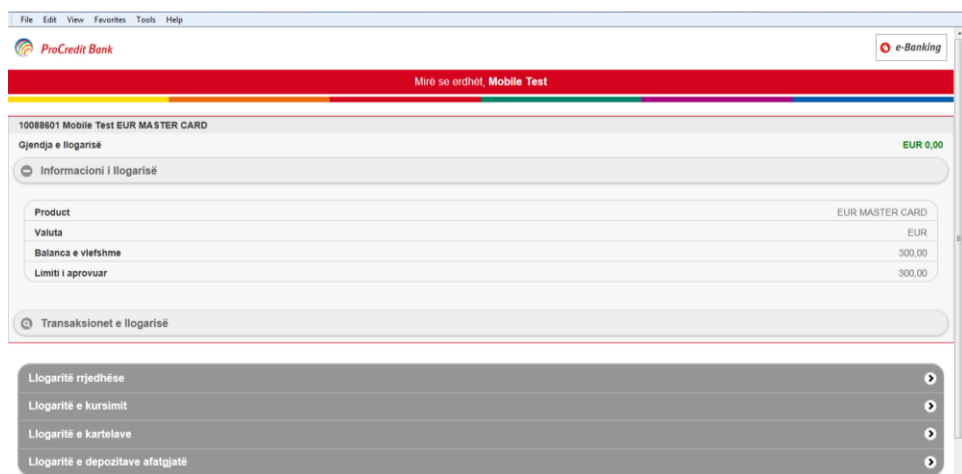 File Edit View Favorites Tools Help
ProCredit Bank
e-Banking
Mirë se erdhët, Mobile Test
10088601 Mobile Test EUR MASTER CARD
Gjendja e llogarisë EUR 0,00
Informacioni i llogarisë
Product EUR MASTER CARD
Valuta EUR
Balanca e vlefshme 300,00
Limiti i aprovuar 300,00
Transaksionet e llogarisë
Llogaritë rrjedhëse
Llogaritë e kursimit
Llogaritë e kartelave
Llogaritë e depozitave afatgjatë